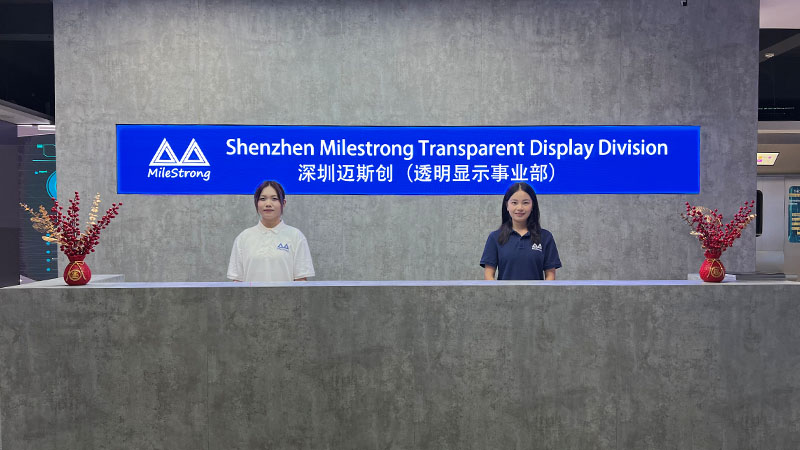 Shenzhen Milestrong Transparent Display Division
MileStrong
深圳迈斯创（透明显示事业部）